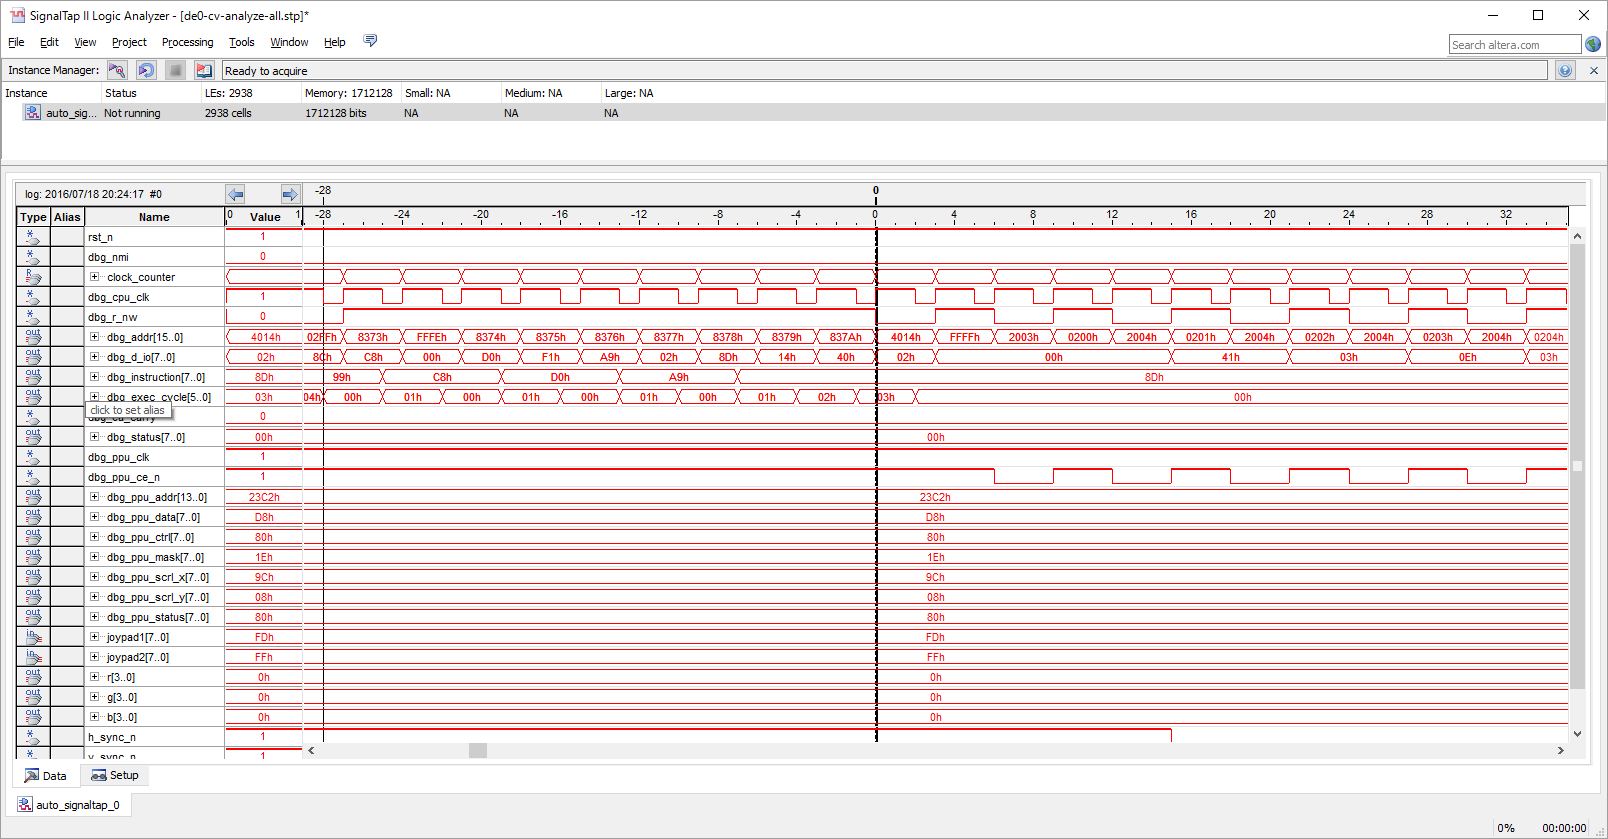 SignalTap II Logic Analyzer - [de0-cv-analyze-all.stp]*
File Edit View Project Processing Tools Window Help
Search altera.com
Instance Manager: Ready to acquire
Instance Status LEs: 2938 Memory: 1712128 Small: NA Medium: NA Large: NA
auto_sig... Not running 2938 cells 1712128 bits NA NA NA
log: 2016/07/18 20:24:17 #0 -28 0
Type Alias Name 0 Value 1 -28 -24 -20 -16 -12 -8 -4 0 4 8 12 16 20 24 28 32
rst_n 1
dbg_nmi 0
clock_counter
dbg_cpu_clk 1
dbg_r_nw 0
dbg_addr[15..0] 4014h 02FFh 8373h FFFEh 8374h 8375h 8376h 8377h 8378h 8379h 837Ah 4014h FFFFh 2003h 0200h 2004h 0201h 2004h 0202h 2004h 0203h 2004h 0204h
dbg_d_io[7..0] 02h 8Ch C8h 00h D0h F1h A9h 02h 8Dh 14h 40h 02h 00h 41h 03h 0Eh 03h
dbg_instruction[7..0] 8Dh 99h C8h D0h A9h 8Dh
dbg_exec_cycle[5..0] 03h 04h 00h 01h 00h 01h 00h 01h 00h 01h 02h 03h 00h
click to set alias
0
dbg_status[7..0] 00h 00h
dbg_ppu_clk 1
dbg_ppu_ce_n 1
dbg_ppu_addr[13..0] 23C2h 23C2h
dbg_ppu_data[7..0] D8h D8h
dbg_ppu_ctrl[7..0] 80h 80h
dbg_ppu_mask[7..0] 1Eh 1Eh
dbg_ppu_scrl_x[7..0] 9Ch 9Ch
dbg_ppu_scrl_y[7..0] 08h 08h
dbg_ppu_status[7..0] 80h 80h
joypad1[7..0] FDh FDh
joypad2[7..0] FFh FFh
r[3..0] 0h 0h
g[3..0] 0h 0h
b[3..0] 0h 0h
h_sync_n 1
v_sync_n 1
Data Setup
auto_signaltap_0
0% 00:00:00